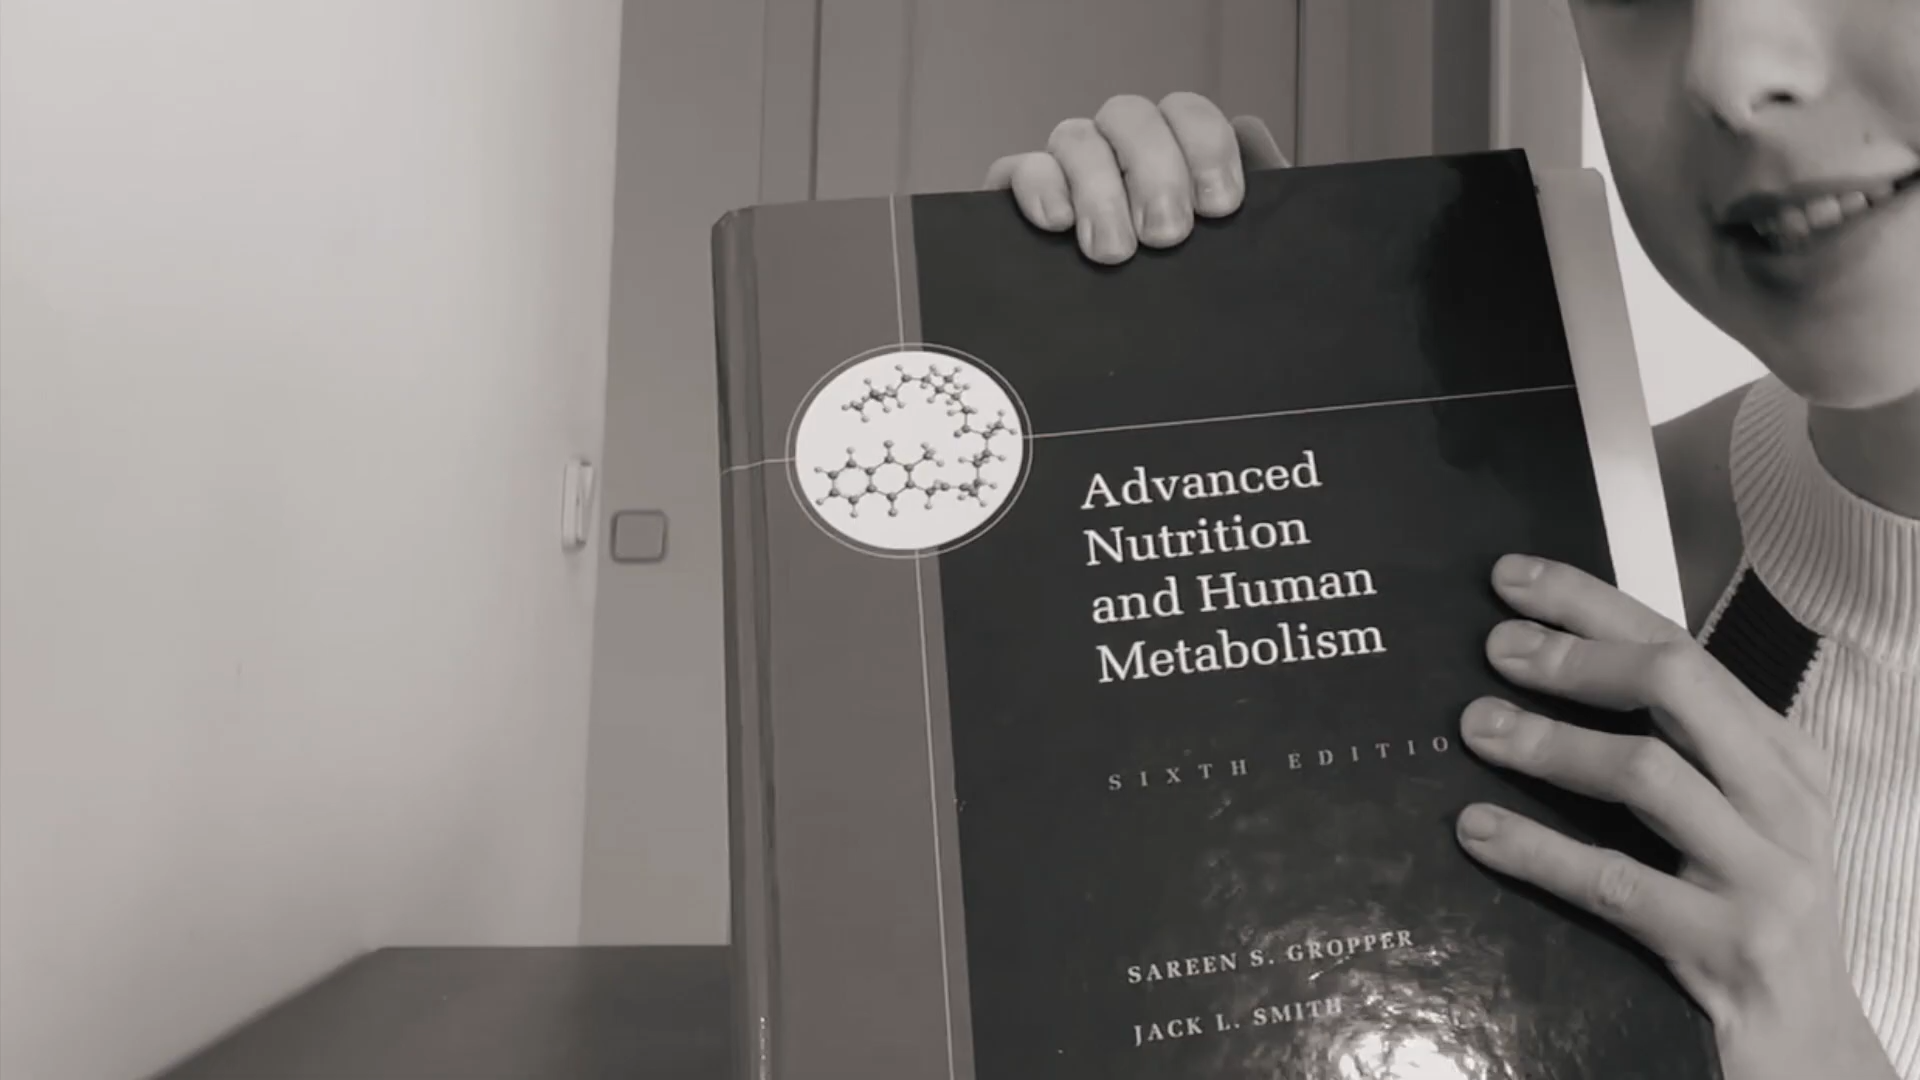 Advanced
Nutrition
and Human
Metabolism
SIXTH EDITIO
SAREEN S. GROPPER
JACK L. SMITH